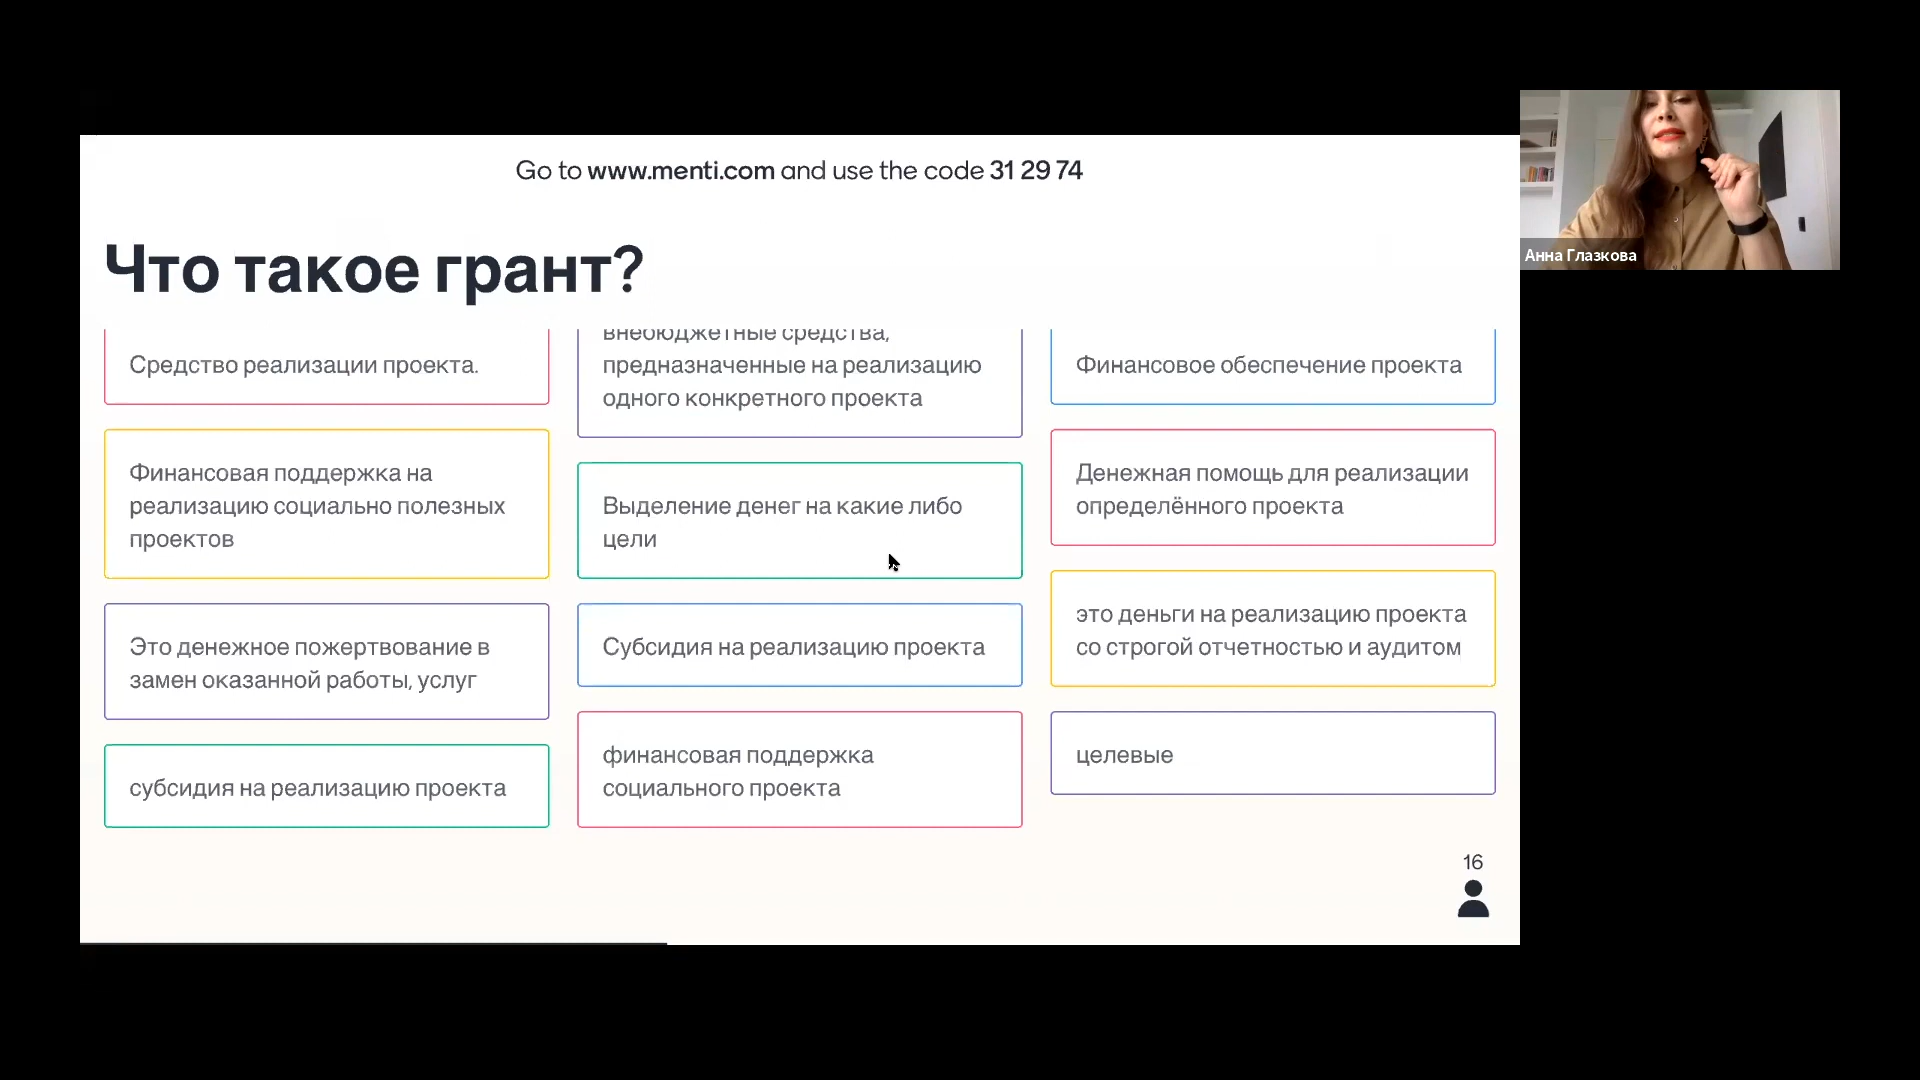 Go to www.menti.com and use the code 31 29 74
Что такое грант?
Средство реализации проекта.
внебюджетные средства,
предназначенные на реализацию
одного конкретного проекта
Финансовое обеспечение проекта
Финансовая поддержка на
реализацию социально полезных
проектов
Выделение денег на какие либо
цели
Денежная помощь для реализации
определённого проекта
Это денежное пожертвование в
замен оказанной работы, услуг
Субсидия на реализацию проекта
это деньги на реализацию проекта
со строгой отчетностью и аудитом
субсидия на реализацию проекта
финансовая поддержка
социального проекта
целевые
16
Анна Глазкова